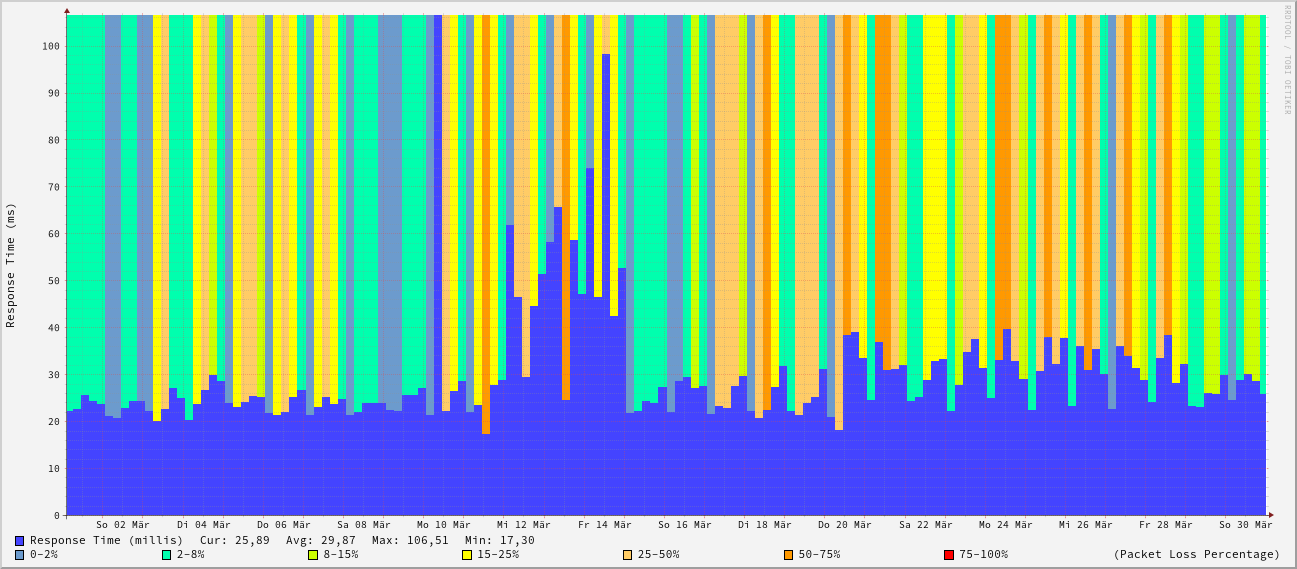 RRDTOOL / TOBI OETIKER
Response Time (ms)
100
90
80
70
60
50
40
30
20
10
0
So 02 Mär Di 04 Mär Do 06 Mär Sa 08 Mär Mo 10 Mär Mi 12 Mär Fr 14 Mär So 16 Mär Di 18 Mär Do 20 Mär Sa 22 Mär Mo 24 Mär Mi 26 Mär Fr 28 Mär So 30 Mär
Response Time (millis) Cur: 25,89 Avg: 29,87 Max: 106,51 Min: 17,30
0-2% 2-8% 8-15% 15-25% 25-50% 50-75% 75-100% (Packet Loss Percentage)